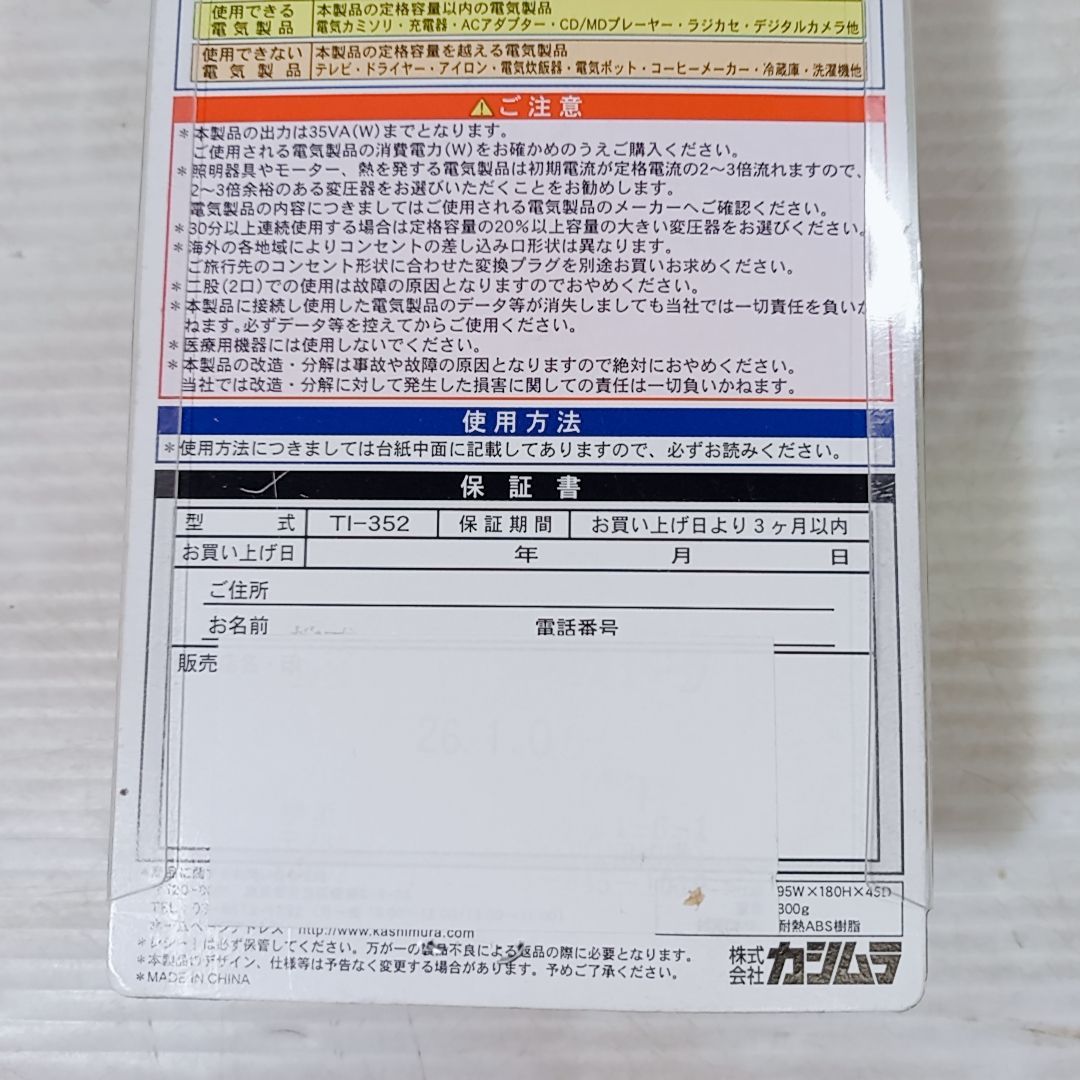 使用できる 本製品の定格容量以内の電気製品
電気製品 電気カミソリ・充電器・ACアダプター・CD/MDプレーヤー・ラジカセ・デジタルカメラ他
使用できない 本製品の定格容量を越える電気製品
電気製品 テレビ・ドライヤー・アイロン・電気炊飯器・電気ポット・コーヒーメーカー・冷蔵庫・洗濯機他
⚠ご注意
*本製品の出力は35VA(W)までとなります。
ご使用される電気製品の消費電力(W)をお確かめのうえご購入ください。
*照明器具やモーター、熱を発する電気製品は初期電流が定格電流の2〜3倍流れますので、
2〜3倍余裕のある変圧器をお選びいただくことをお勧めします。
電気製品の内容につきましてはご使用される電気製品のメーカーへご確認ください。
*30分以上連続使用する場合は定格容量の20%以上容量の大きい変圧器をお選びください。
*海外の各地域によりコンセントの差し込み口形状は異なります。
ご旅行先のコンセント形状に合わせた変換プラグを別途お買いお求めください。
*二股(2口)での使用は故障の原因となりますのでおやめください。
*本製品に接続し使用した電気製品のデータ等が消失しましても当社では一切責任を負いか
ねます。必ずデータ等を控えてからご使用ください。
*医療用機器には使用しないでください。
*本製品の改造・分解は事故や故障の原因となりますので絶対におやめください。
当社では改造・分解に対して発生した損害に関しての責任は一切負いかねます。
使用方法
*使用方法につきましては台紙中面に記載してありますので、必ずお読みください。
保証書
型式 TI-352 保証期間 お買い上げ日より3ヶ月以内
お買い上げ日 年 月 日
ご住所
お名前 電話番号
販売
26.1.0
95W×180H×45D
300g
耐熱ABS樹脂
TEL
ホームページアドレス http://www.kashimura.com
*レシートは必ず保管してください。万が一の製品不良による返品の際に必要となります。
*本製品のデザイン、仕様等は予告なく変更する場合があります。予めご了承ください。
*MADE IN CHINA
株式会社カシムラ